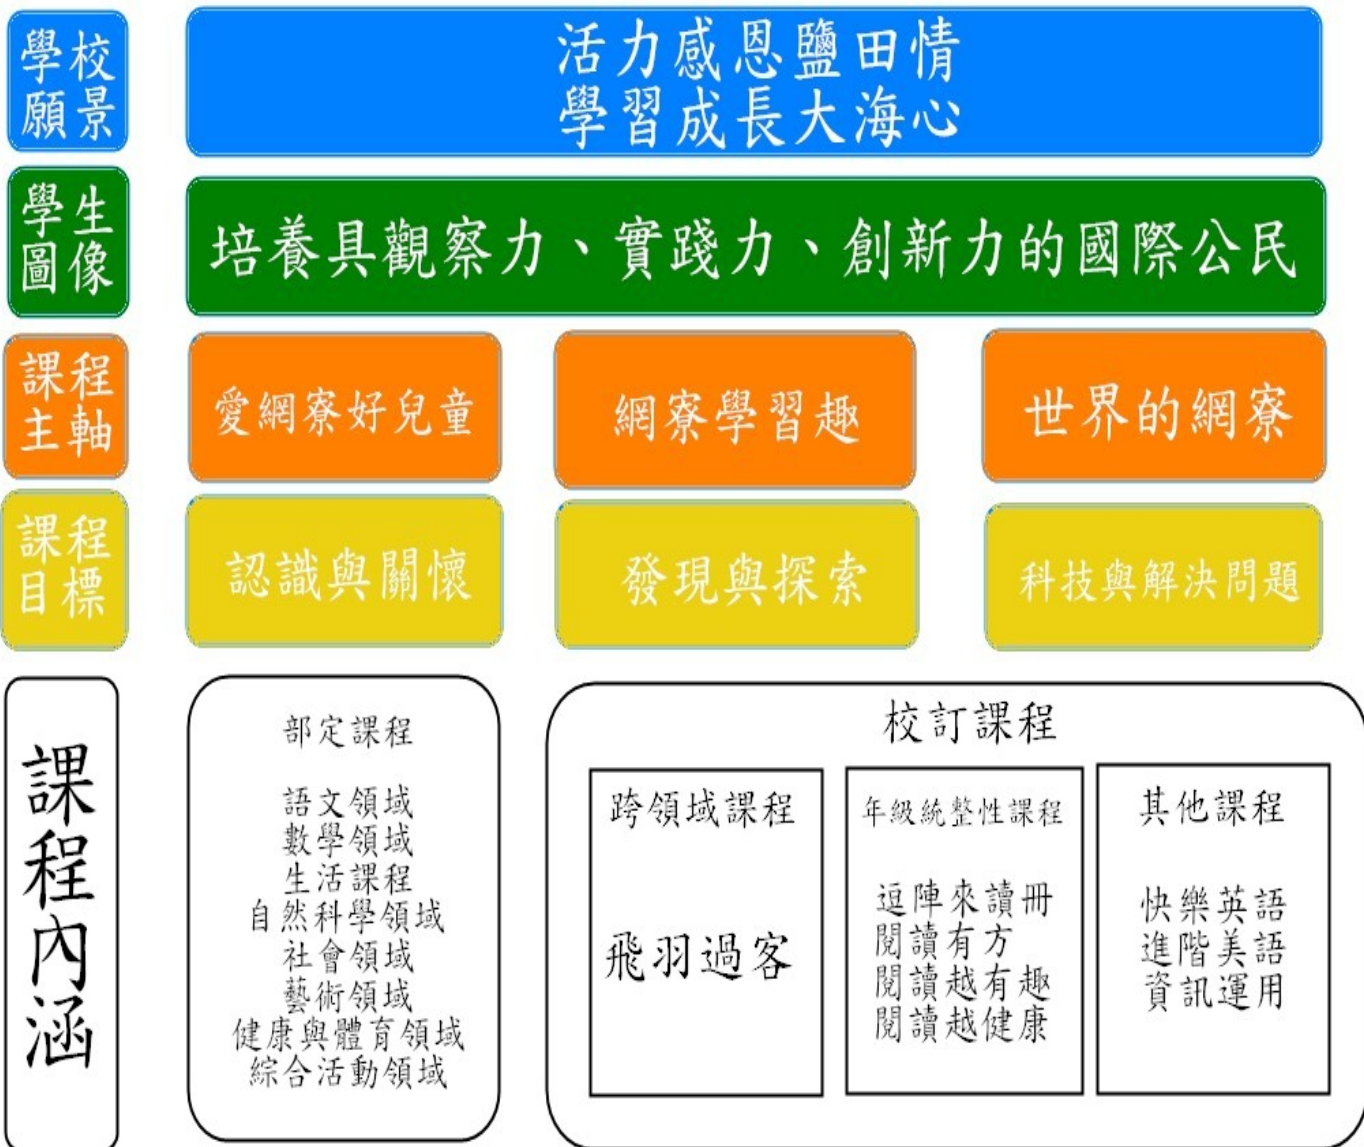 學校
願景
活力感恩鹽田情
學習成長大海心
學生
圖像
培養具觀察力、實踐力、創新力的國際公民
課程
主軸
愛網寮好兒童
網寮學習趣
世界的網寮
課程
目標
認識與關懷
發現與探索
科技與解決問題
課程內涵
部定課程
語文領域
數學領域
生活課程
自然科學領域
社會領域
藝術領域
健康與體育領域
綜合活動領域
校訂課程
跨領域課程
飛羽過客
年級統整性課程
逗陣來讀冊
閱讀有方
閱讀越有趣
閱讀越健康
其他課程
快樂英語
進階美語
資訊運用